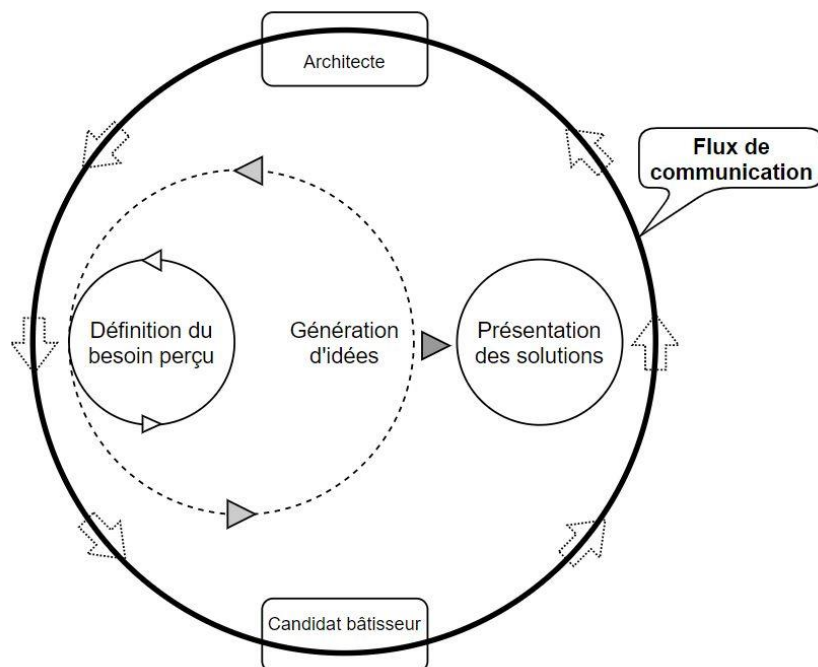 Architecte
Flux de
communication
Définition du
besoin perçu
Génération
d'idées
Présentation
des solutions
Candidat bâtisseur